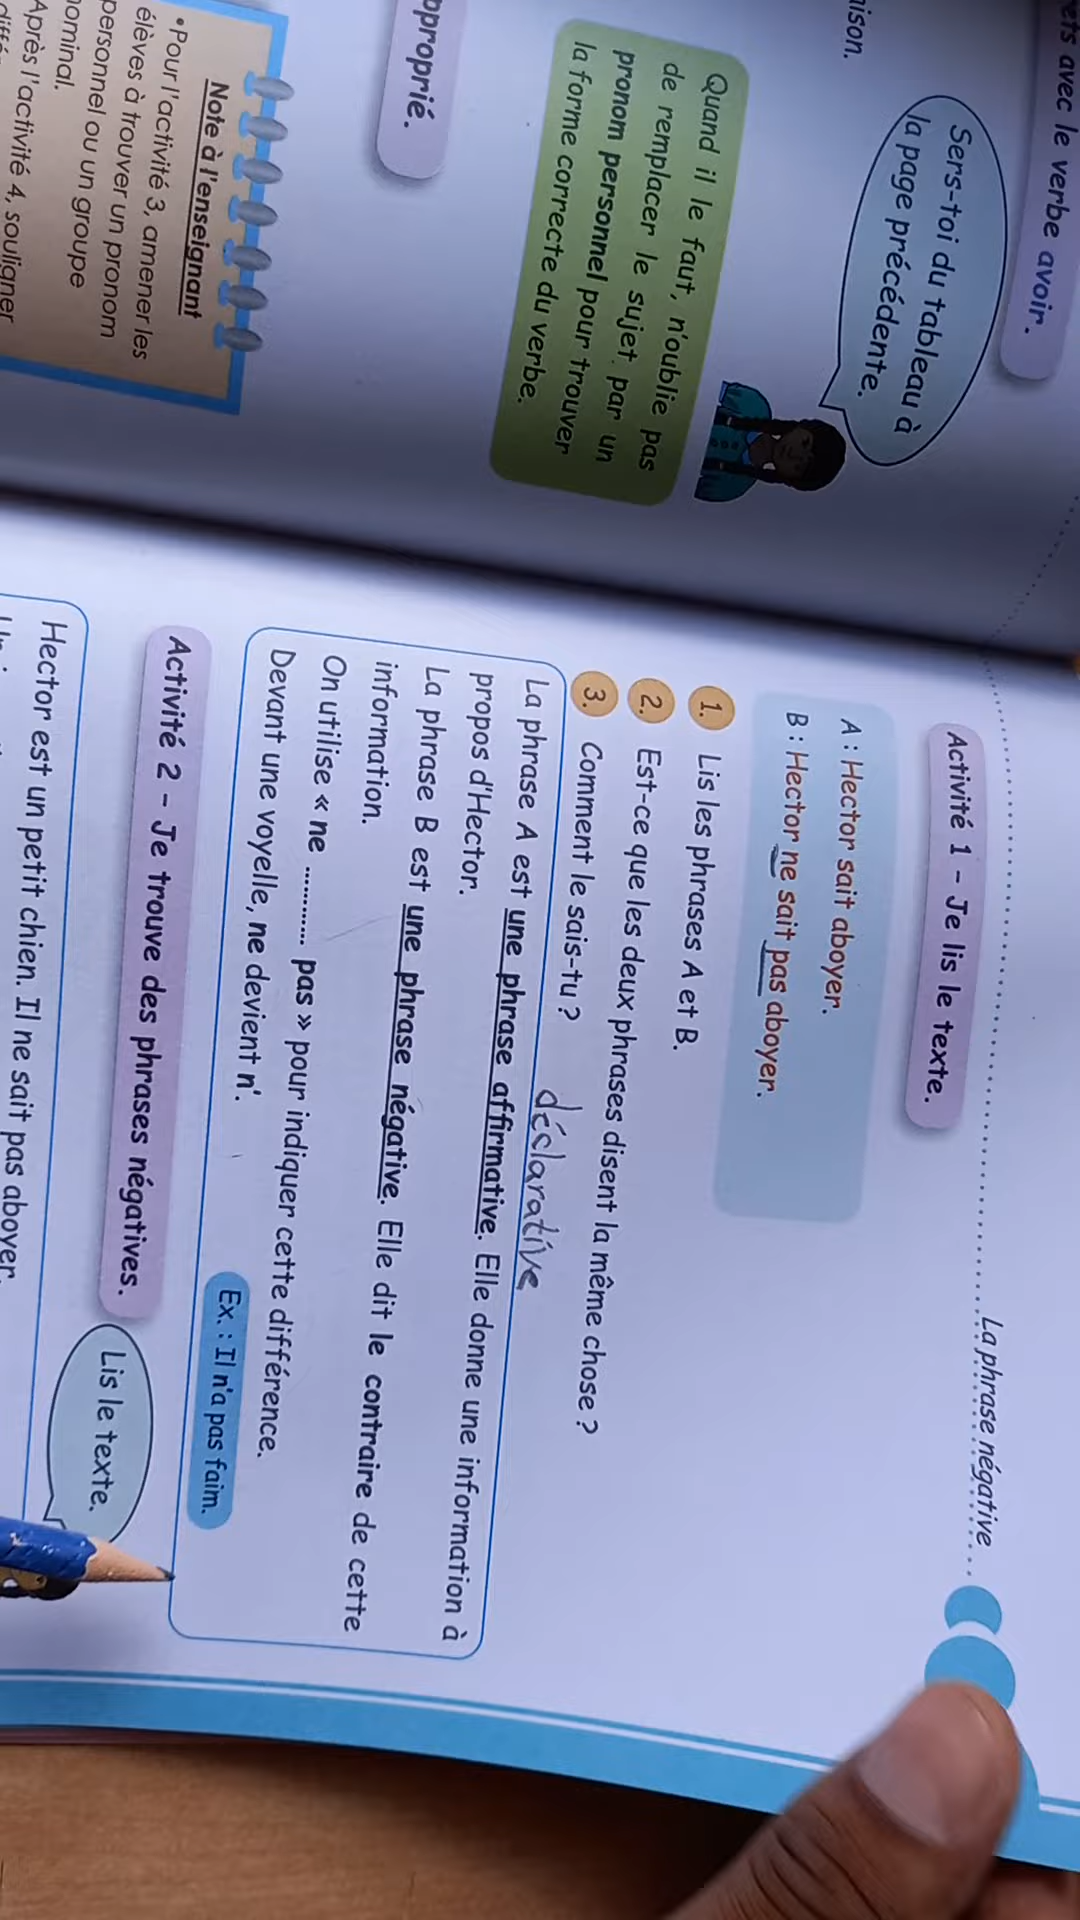 avec le verbe avoir.
Sers-toi du tableau à
la page précédente.
Quand il le faut, n'oublie pas
de remplacer le sujet par un
pronom personnel pour trouver
la forme correcte du verbe.
Note à l'enseignant
• Pour l'activité 3, amener les
élèves à trouver un pronom
personnel ou un groupe
nominal.
Après l'activité 4, souligner
La phrase négative
Activité 1 - Je lis le texte.
A : Hector sait aboyer.
B : Hector ne sait pas aboyer.
1. Lis les phrases A et B.
2. Est-ce que les deux phrases disent la même chose ?
3. Comment le sais-tu ?
déclarative
La phrase A est une phrase affirmative. Elle donne une information à
propos d'Hector.
La phrase B est une phrase négative. Elle dit le contraire de cette
information.
On utilise « ne ............ pas » pour indiquer cette différence.
Devant une voyelle, ne devient n'.
Ex. : Il n'a pas faim.
Activité 2 - Je trouve des phrases négatives.
Lis le texte.
Hector est un petit chien. Il ne sait pas aboyer.